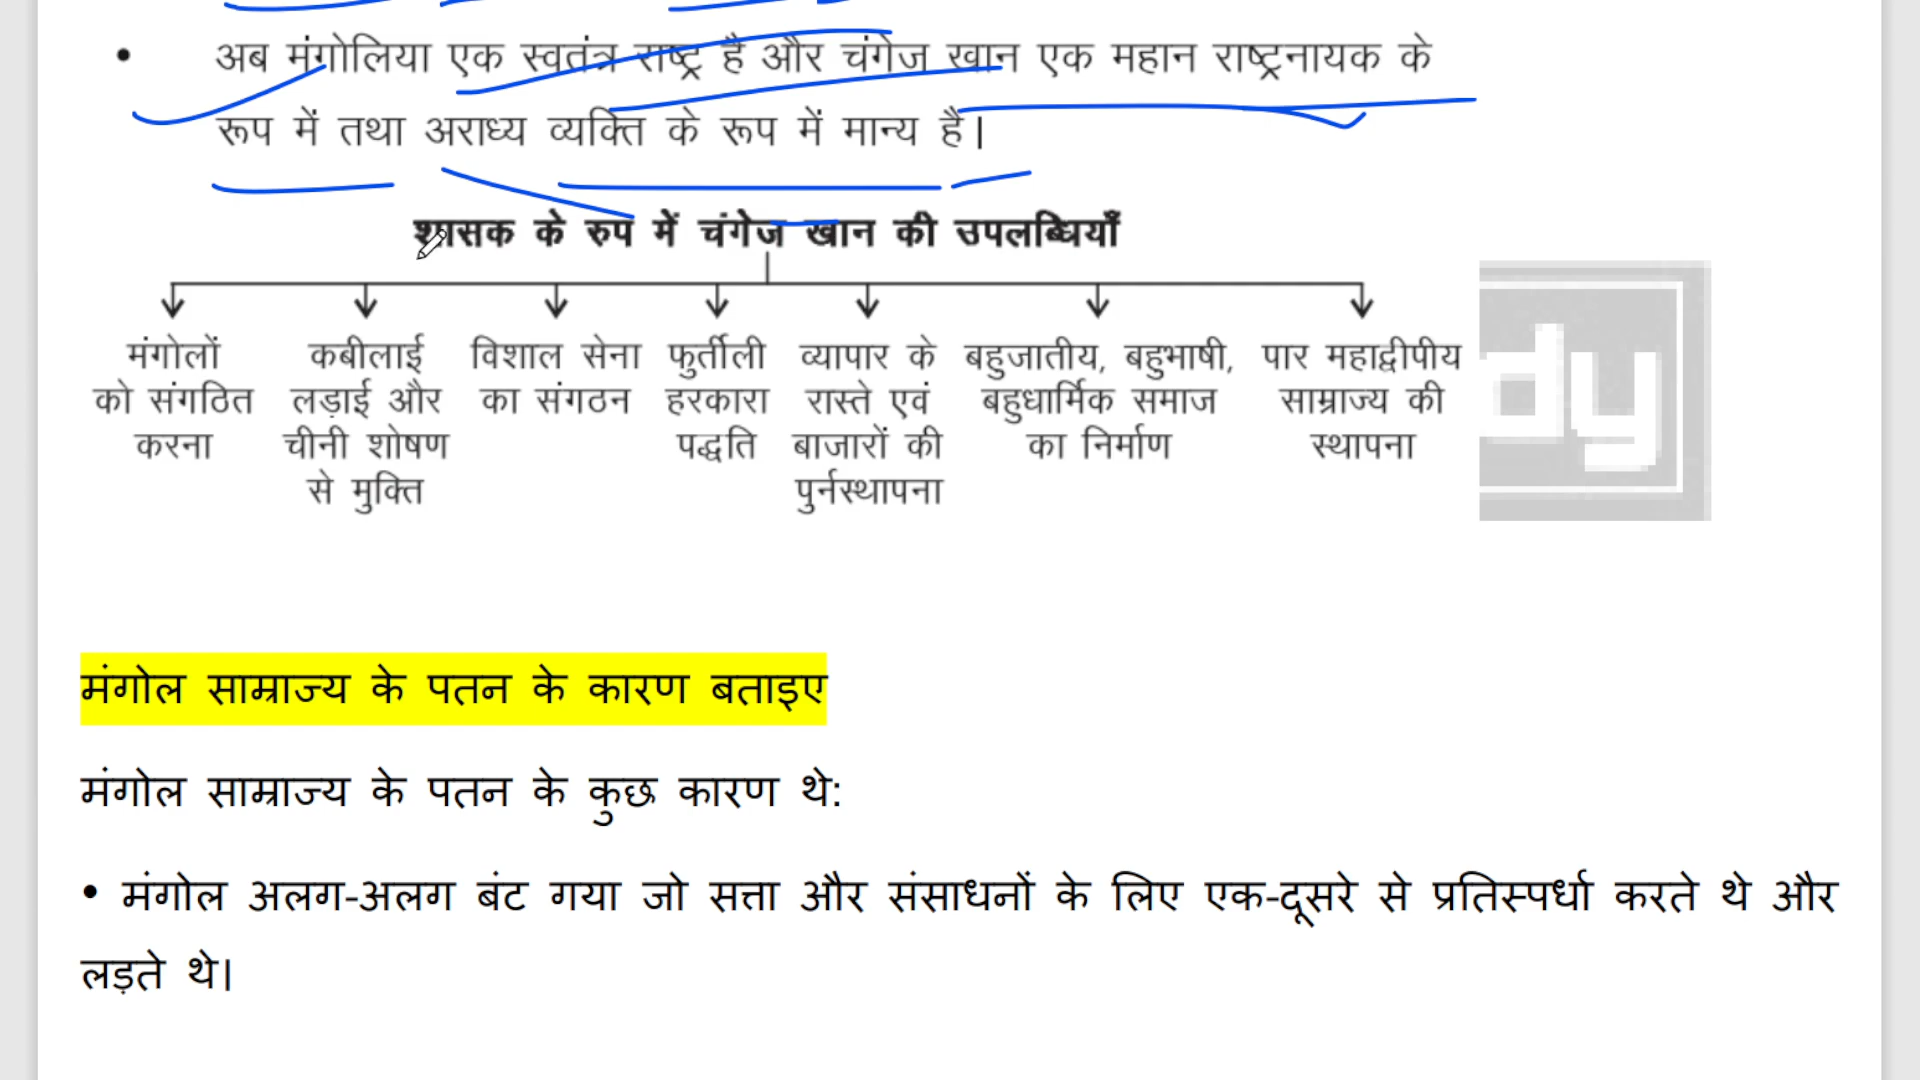 • अब मंगोलिया एक स्वतंत्र राष्ट्र है और चंगेज खान एक महान राष्ट्रनायक के
रूप में तथा अराध्य व्यक्ति के रूप में मान्य है।
शासक के रुप में चंगेज खान की उपलब्धियाँ
मंगोलों
को संगठित
करना
कबीलाई
लड़ाई और
चीनी शोषण
से मुक्ति
विशाल सेना
का संगठन
फुर्तीली
हरकारा
पद्धति
व्यापार के
रास्ते एवं
बाजारों की
पुर्नस्थापना
बहुजातीय, बहुभाषी,
बहुधार्मिक समाज
का निर्माण
पार महाद्वीपीय
साम्राज्य की
स्थापना
dy
मंगोल साम्राज्य के पतन के कारण बताइए
मंगोल साम्राज्य के पतन के कुछ कारण थे:
• मंगोल अलग-अलग बंट गया जो सत्ता और संसाधनों के लिए एक-दूसरे से प्रतिस्पर्धा करते थे और
लड़ते थे।